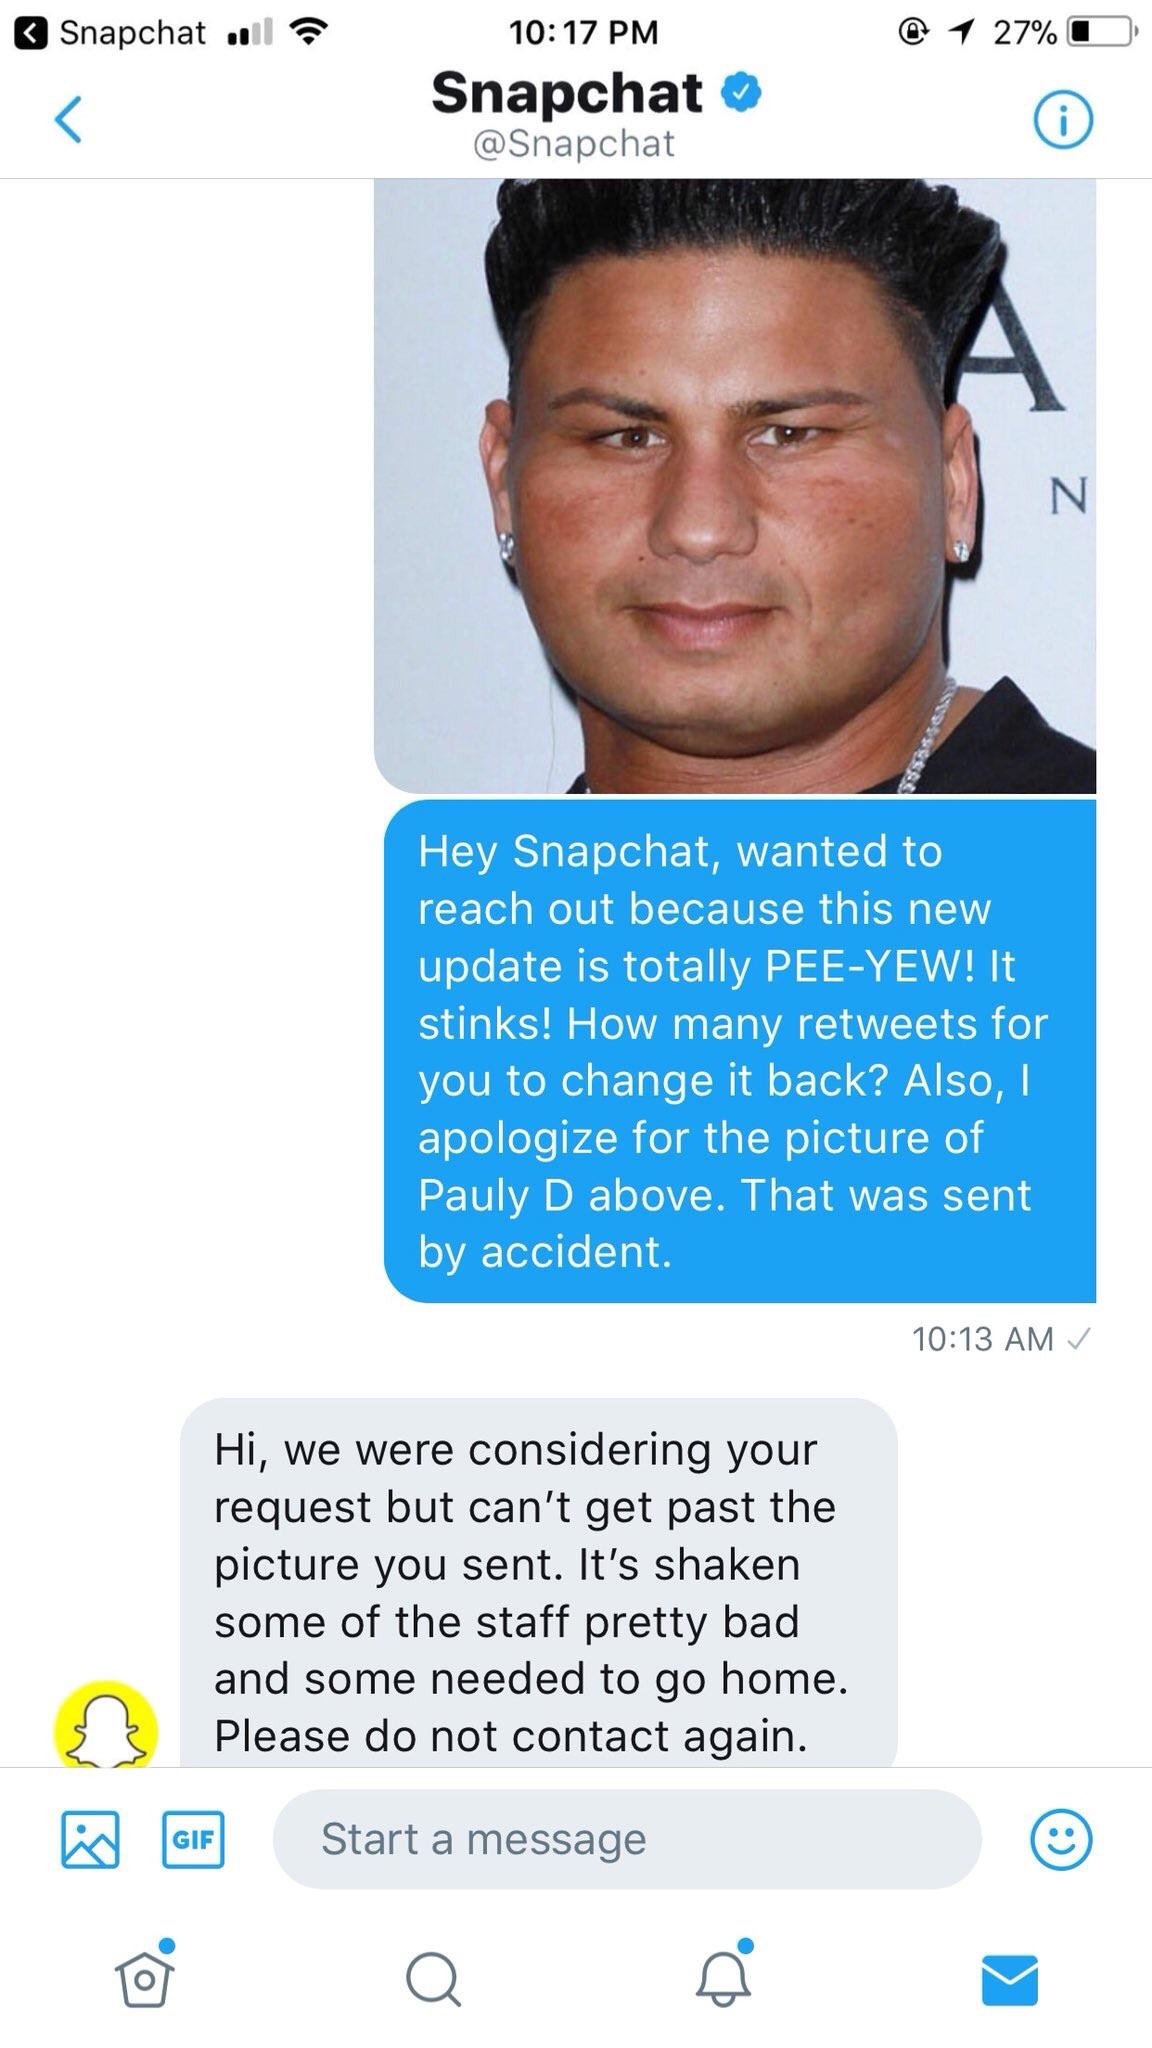 Snapchat
10:17 PM
27%
Snapchat
@Snapchat
A
N
Hey Snapchat, wanted to
reach out because this new
update is totally PEE-YEW! It
stinks! How many retweets for
you to change it back? Also, I
apologize for the picture of
Pauly D above. That was sent
by accident.
10:13 AM
Hi, we were considering your
request but can’t get past the
picture you sent. It’s shaken
some of the staff pretty bad
and some needed to go home.
Please do not contact again.
GIF
Start a message